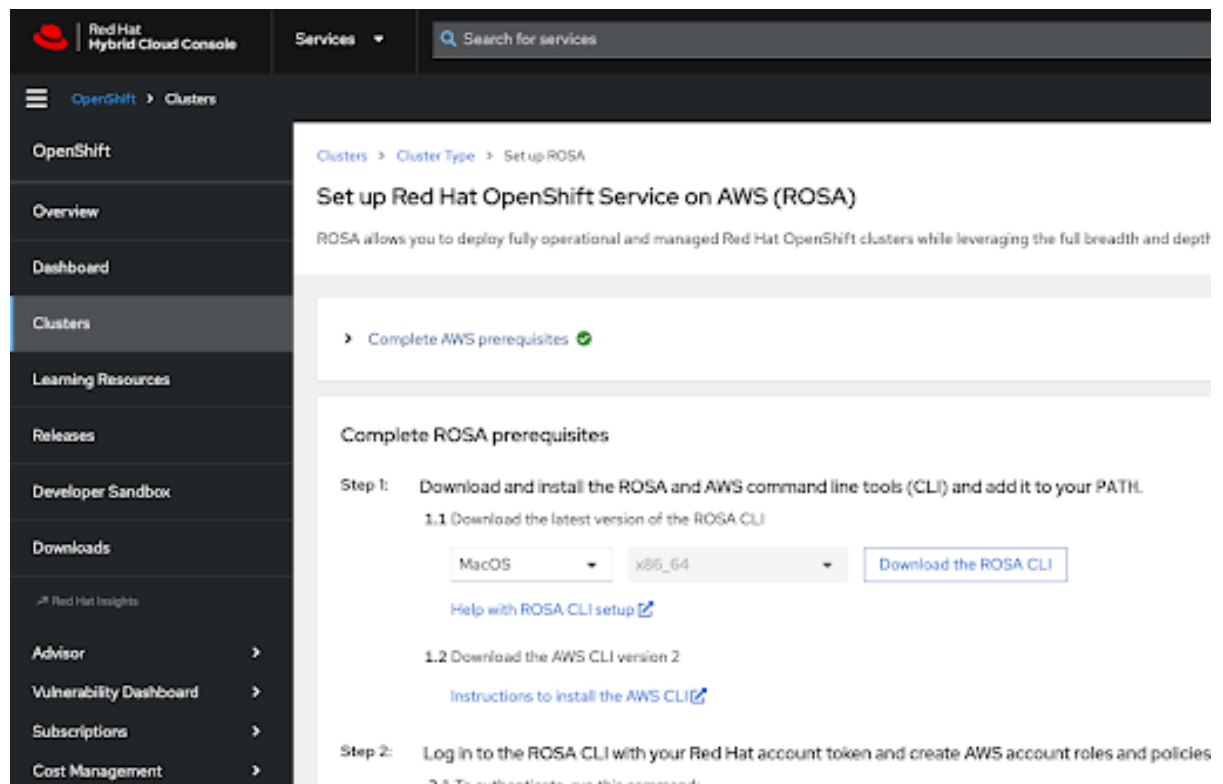 Red Hat
Hybrid Cloud Console
Services
Search for services
OpenShift > Clusters
OpenShift
Overview
Dashboard
Clusters
Learning Resources
Releases
Developer Sandbox
Downloads
Red Hat Insights
Advisor
Vulnerability Dashboard
Subscriptions
Cost Management
Clusters > Cluster Type > Set up ROSA
Set up Red Hat OpenShift Service on AWS (ROSA)
ROSA allows you to deploy fully operational and managed Red Hat OpenShift clusters while leveraging the full breadth and depth
Complete AWS prerequisites
Complete ROSA prerequisites
Step 1: Download and install the ROSA and AWS command line tools (CLI) and add it to your PATH.
1.1 Download the latest version of the ROSA CLI
MacOS x86_64 Download the ROSA CLI
Help with ROSA CLI setup
1.2 Download the AWS CLI version 2
Instructions to install the AWS CLI
Step 2: Log in to the ROSA CLI with your Red Hat account token and create AWS account roles and policies
2.1 To authenticate, run this command: